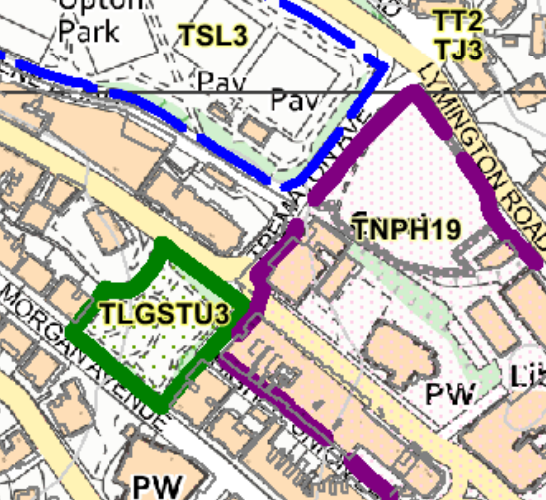 Upton
Park
TSL3
TT2
TJ3
Pav
Pav
LYMINGTON ROAD
TNPH19
TLGSTU3
MORGAN AVENUE
PW
PW